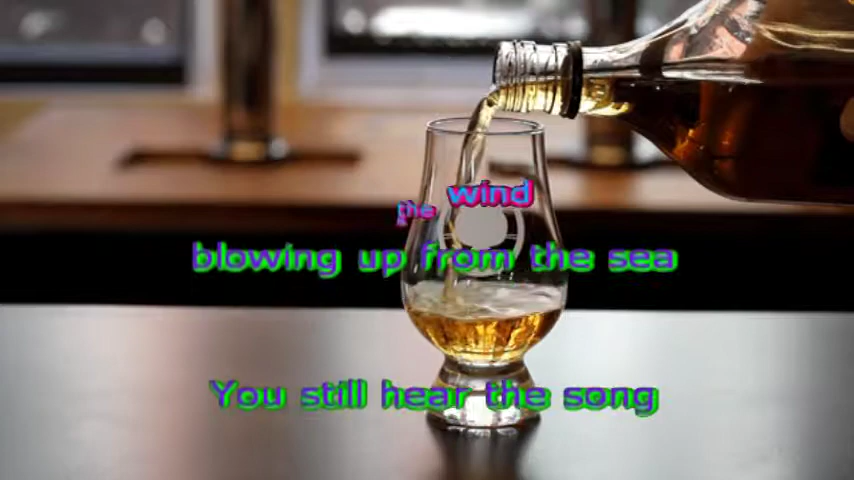 the wind
blowing up from the sea
You still hear the song